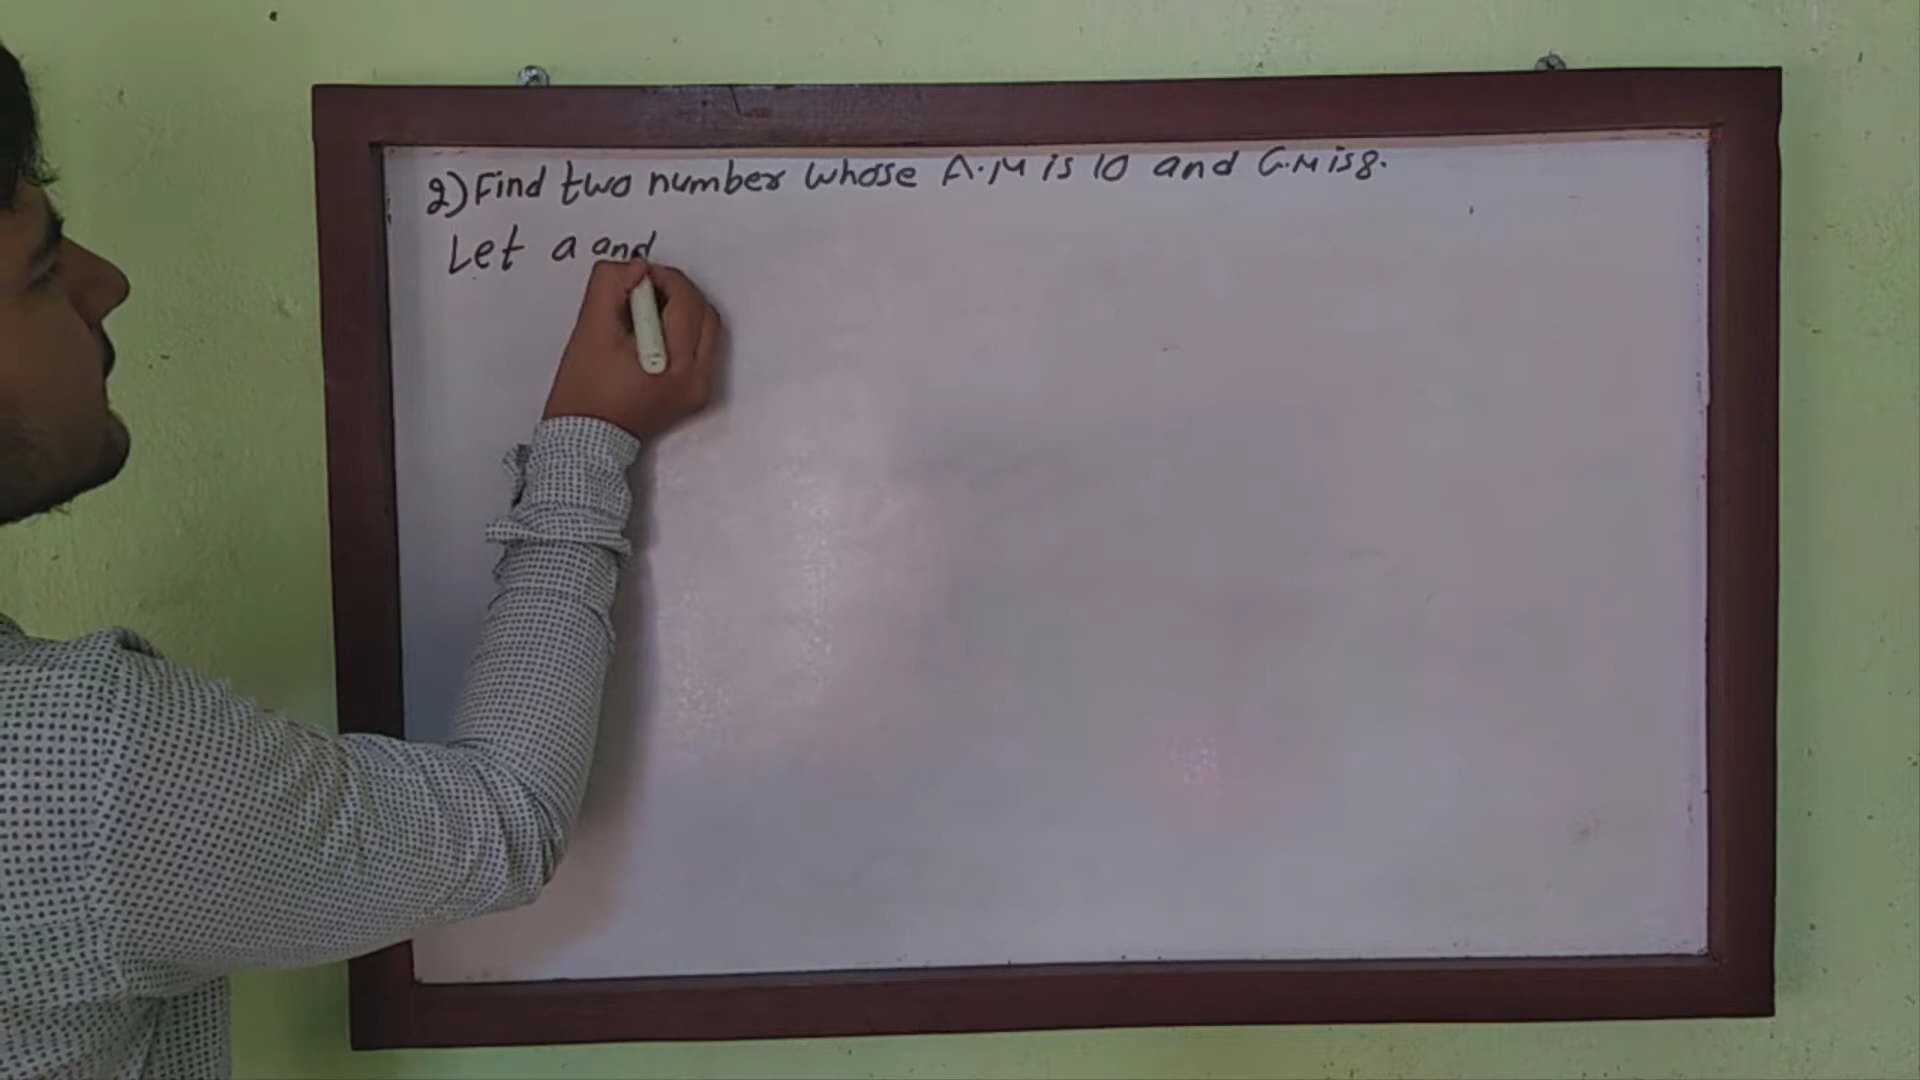 2) Find two number whose A.M is 10 and G.M is 8.
Let a and